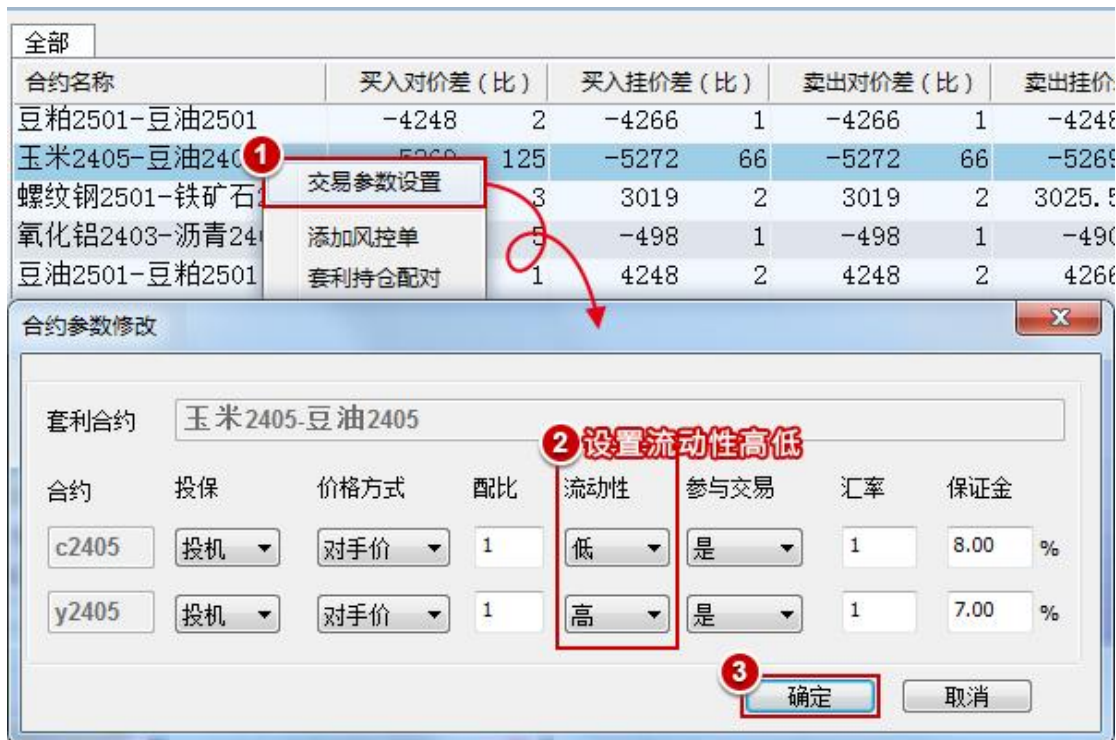 全部
合约名称 买入对价差(比) 买入挂价差(比) 卖出对价差(比) 卖出挂价
豆粕2501-豆油2501 -4248 2 -4266 1 -4266 1 -4248
玉米2405-豆油240 -5269 125 -5272 66 -5272 66 -5269
1
交易参数设置
螺纹钢2501-铁矿石2 3 3019 2 3019 2 3025.5
氧化铝2403-沥青24 添加风控单 5 -498 1 -498 1 -490
豆油2501-豆粕2501 套利持仓配对 1 4248 2 4248 2 4266
合约参数修改
套利合约 玉米2405-豆油2405
2 设置流动性高低
合约 投保 价格方式 配比 流动性 参与交易 汇率 保证金
c2405 投机 对手价 1 低 是 1 8.00 %
y2405 投机 对手价 1 高 是 1 7.00 %
3
确定 取消